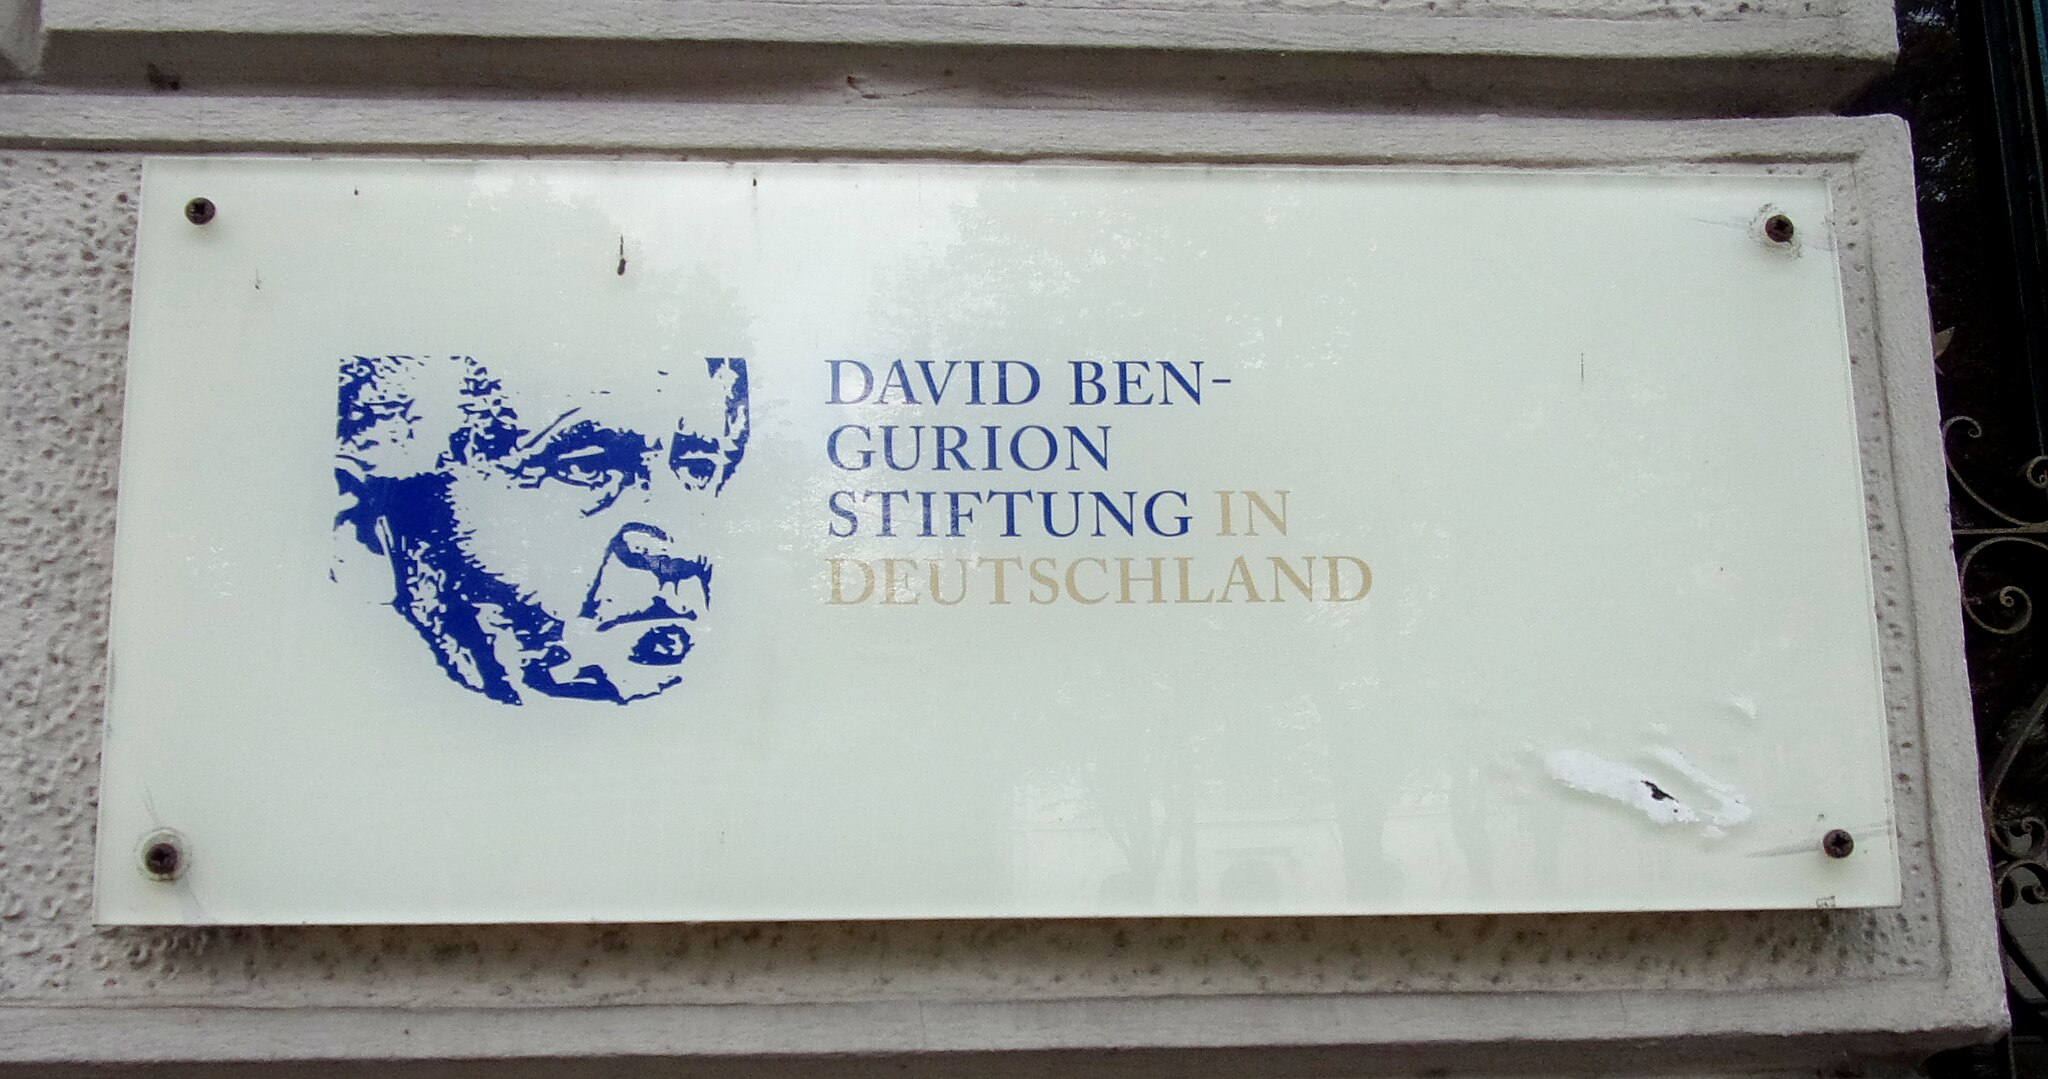 DAVID BEN-
GURION
STIFTUNG IN
DEUTSCHLAND